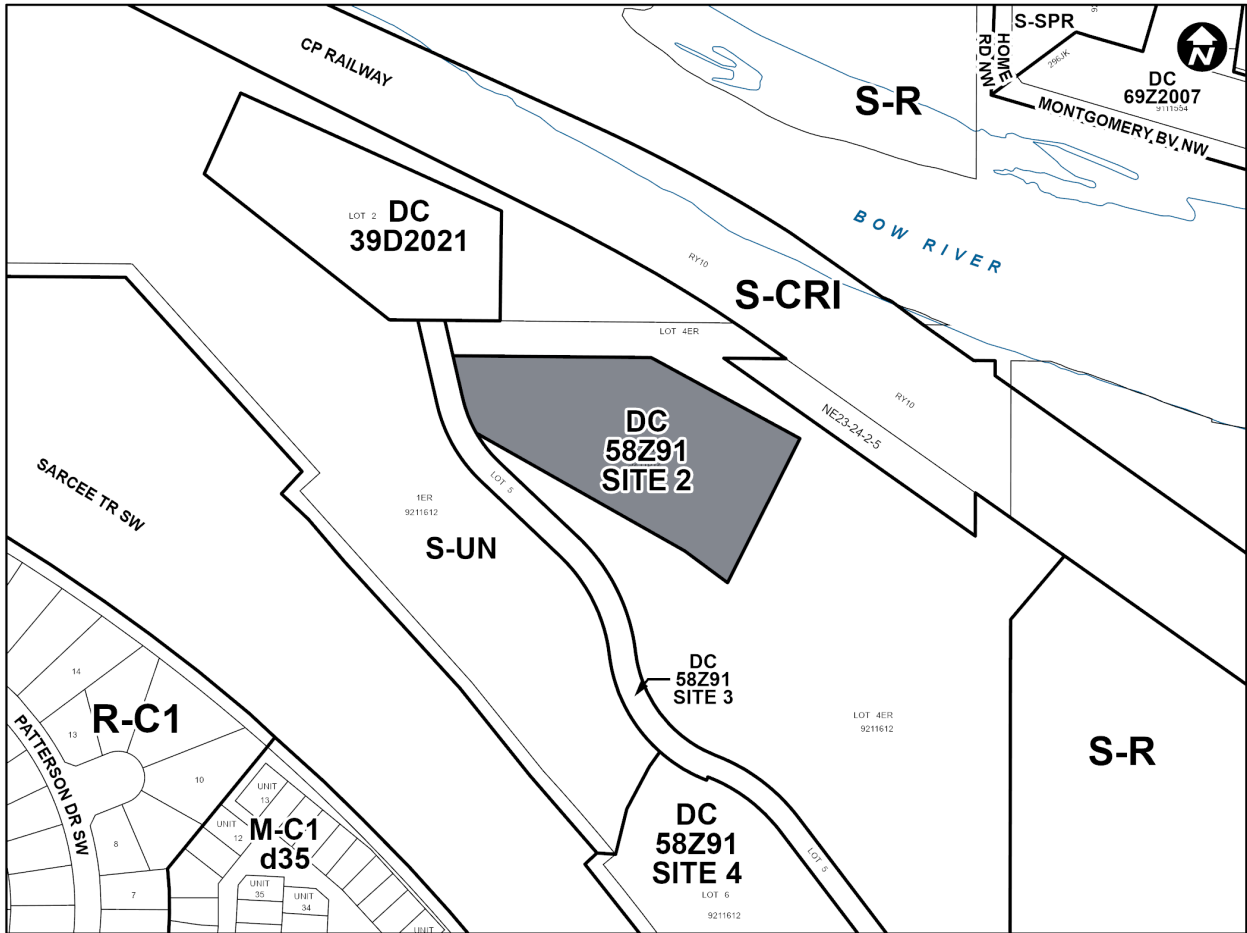 S-SPR
HOME
RD NW
N
CP RAILWAY
296JK
DC
69Z2007
9111554
S-R
MONTGOMERY BV NW
LOT 2
DC
39D2021
BOW RIVER
RY10
S-CRI
LOT 4ER
RY10
NE23-24-2-5
DC
58Z91
SITE 2
SARCEE TR SW
LOT 5
1ER
9211612
S-UN
DC
58Z91
SITE 3
14
R-C1
13
LOT 4ER
9211612
S-R
PATTERSON DR SW
10
UNIT
13
UNIT
12
M-C1
d35
8
DC
58Z91
SITE 4
LOT 5
UNIT
35
UNIT
34
7
LOT 6
9211612
UNIT